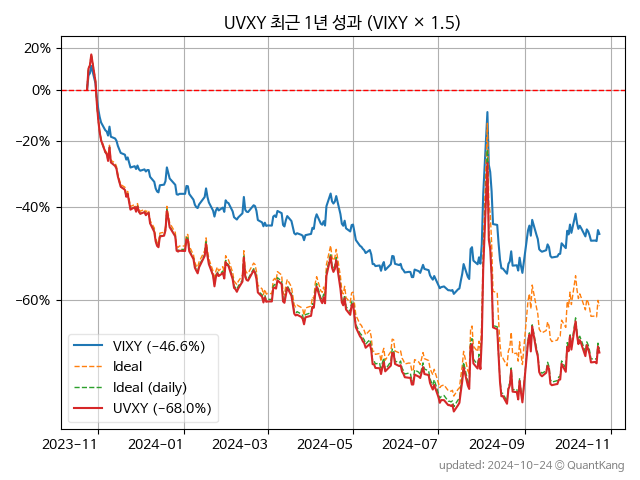 UVXY 최근 1년 성과 (VIXY × 1.5)
20%
0%
−20%
−40%
−60%
VIXY (−46.6%)
Ideal
Ideal (daily)
UVXY (−68.0%)
2023-11
2024-01
2024-03
2024-05
2024-07
2024-09
2024-11
updated: 2024-10-24 © QuantKang